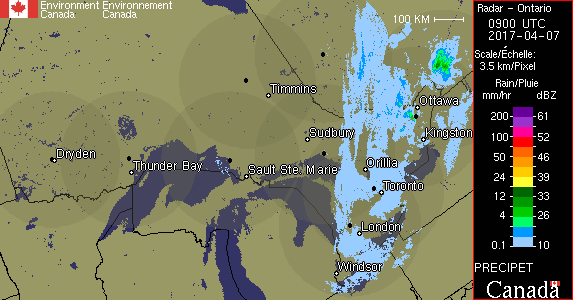 Environment Environnement
Canada Canada
100 KM
Timmins
Ottawa
Sudbury
Kingston
Dryden
Thunder Bay
Sault Ste. Marie
Orillia
Toronto
London
Windsor
Radar - Ontario
0900 UTC
2017-04-07
Scale/Échelle:
3.5 km/Pixel
Rain/Pluie
mm/hr dBZ
61
200 57
100 52
50 46
24 39
12 33
4 26
0.1 10
PRECIPET
Canada